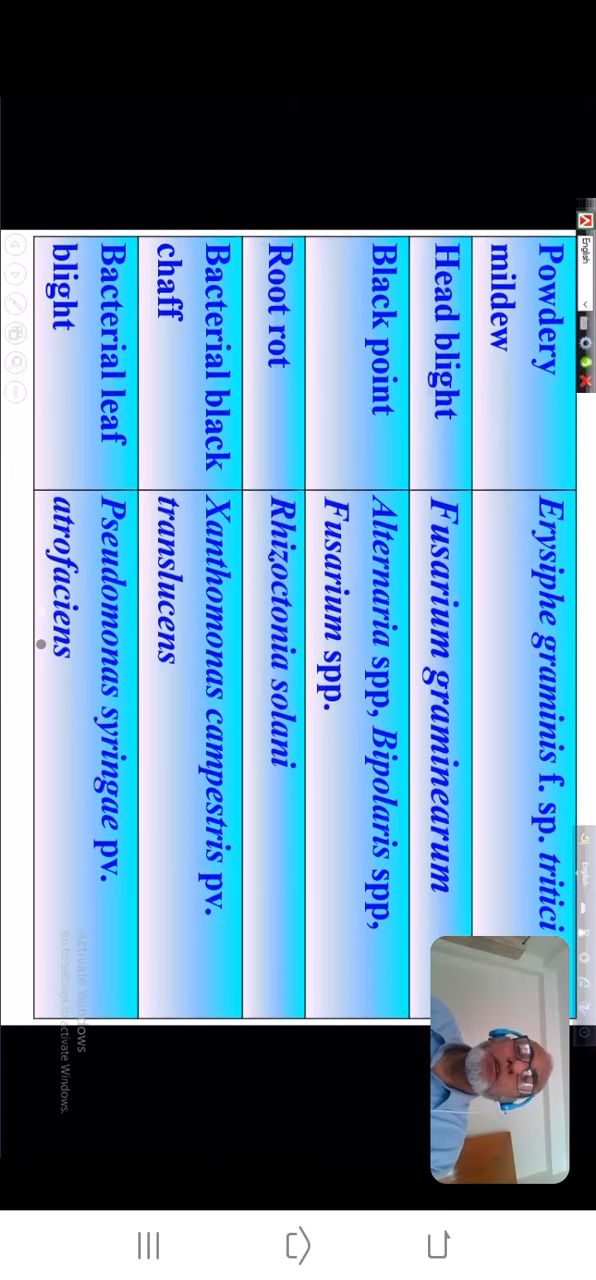 English
Powdery
mildew
Erysiphe graminis f. sp. tritici
Head blight
Fusarium graminearum
Black point
Alternaria spp, Bipolaris spp,
Fusarium spp.
Root rot
Rhizoctonia solani
Bacterial black
chaff
Xanthomonas campestris pv.
translucens
Bacterial leaf
blight
Pseudomonas syringae pv.
atrofaciens
English
Activate Windows
Go to Settings to activate Windows.